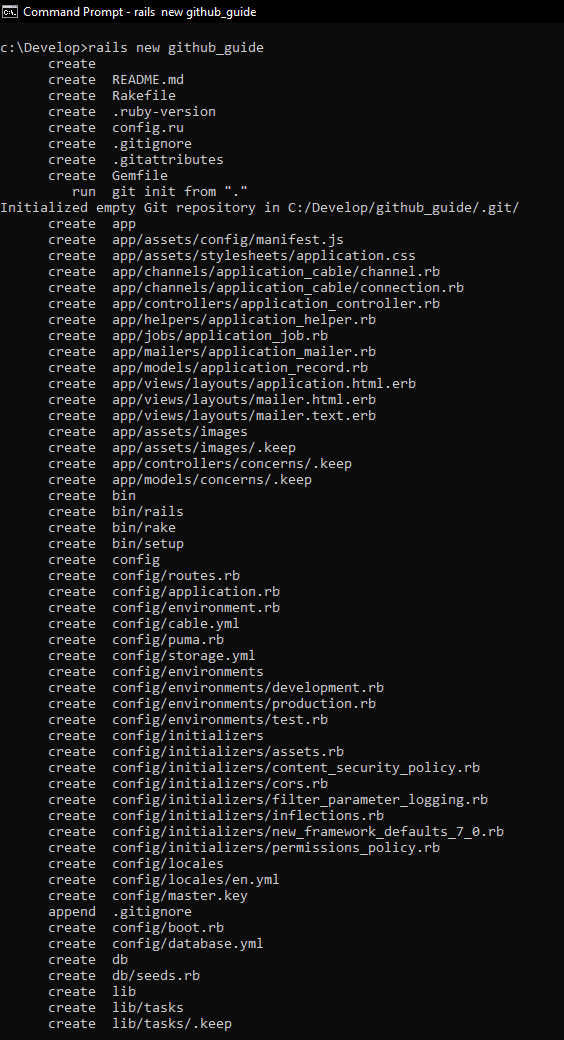 Command Prompt - rails  new github_guide
c:\Develop>rails new github_guide
      create
      create  README.md
      create  Rakefile
      create  .ruby-version
      create  config.ru
      create  .gitignore
      create  .gitattributes
      create  Gemfile
         run  git init from "."
Initialized empty Git repository in C:/Develop/github_guide/.git/
      create  app
      create  app/assets/config/manifest.js
      create  app/assets/stylesheets/application.css
      create  app/channels/application_cable/channel.rb
      create  app/channels/application_cable/connection.rb
      create  app/controllers/application_controller.rb
      create  app/helpers/application_helper.rb
      create  app/jobs/application_job.rb
      create  app/mailers/application_mailer.rb
      create  app/models/application_record.rb
      create  app/views/layouts/application.html.erb
      create  app/views/layouts/mailer.html.erb
      create  app/views/layouts/mailer.text.erb
      create  app/assets/images
      create  app/assets/images/.keep
      create  app/controllers/concerns/.keep
      create  app/models/concerns/.keep
      create  bin
      create  bin/rails
      create  bin/rake
      create  bin/setup
      create  config
      create  config/routes.rb
      create  config/application.rb
      create  config/environment.rb
      create  config/cable.yml
      create  config/puma.rb
      create  config/storage.yml
      create  config/environments
      create  config/environments/development.rb
      create  config/environments/production.rb
      create  config/environments/test.rb
      create  config/initializers
      create  config/initializers/assets.rb
      create  config/initializers/content_security_policy.rb
      create  config/initializers/cors.rb
      create  config/initializers/filter_parameter_logging.rb
      create  config/initializers/inflections.rb
      create  config/initializers/new_framework_defaults_7_0.rb
      create  config/initializers/permissions_policy.rb
      create  config/locales
      create  config/locales/en.yml
      create  config/master.key
      append  .gitignore
      create  config/boot.rb
      create  config/database.yml
      create  db
      create  db/seeds.rb
      create  lib
      create  lib/tasks
      create  lib/tasks/.keep